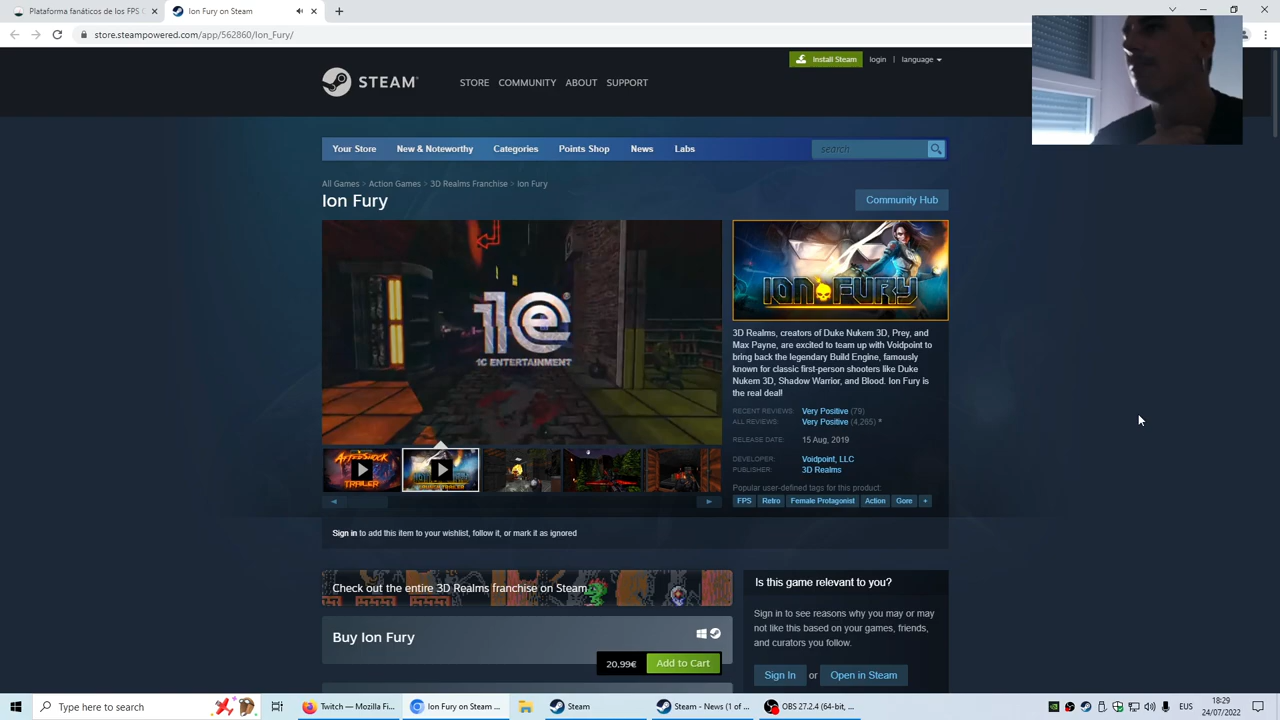 Plataforma fanáticos de los FPS C
Ion Fury on Steam
store.steampowered.com/app/562860/Ion_Fury/
Install Steam
login | language
STEAM®
STORE COMMUNITY ABOUT SUPPORT
Your Store New & Noteworthy Categories Points Shop News Labs
search
All Games > Action Games > 3D Realms Franchise > Ion Fury
Ion Fury
Community Hub
1C ENTERTAINMENT
ION FURY
3D Realms, creators of Duke Nukem 3D, Prey, and
Max Payne, are excited to team up with Voidpoint to
bring back the legendary Build Engine, famously
known for classic first-person shooters like Duke
Nukem 3D, Shadow Warrior, and Blood. Ion Fury is
the real deal!
RECENT REVIEWS: Very Positive (79)
ALL REVIEWS: Very Positive (4,265) *
RELEASE DATE: 15 Aug, 2019
DEVELOPER: Voidpoint, LLC
PUBLISHER: 3D Realms
Popular user-defined tags for this product:
FPS Retro Female Protagonist Action Gore +
AFTERSHOCK
TRAILER
Sign in to add this item to your wishlist, follow it, or mark it as ignored
Check out the entire 3D Realms franchise on Steam
Is this game relevant to you?
Sign in to see reasons why you may or may
not like this based on your games, friends,
and curators you follow.
Sign In or Open in Steam
Buy Ion Fury
20,99€ Add to Cart
Type here to search
Twitch — Mozilla Fi...
Ion Fury on Steam ...
Steam
Steam - News (1 of ...
OBS 27.2.4 (64-bit, ...
EUS
18:29
24/07/2022